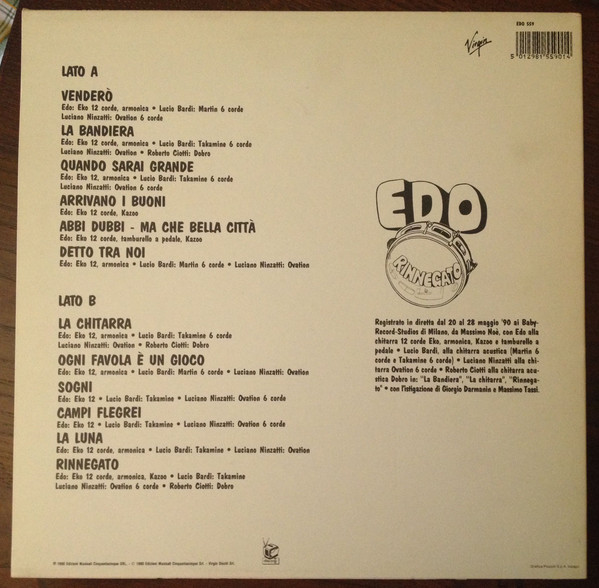 Virgin
EDO 559
5 012981 559014
LATO A
VENDERÒ
Edo: Eko 12 corde, armonica • Lucio Bardi: Martin 6 corde
Luciano Ninzatti: Ovation 6 corde
LA BANDIERA
Edo: Eko 12 corde, armonica • Lucio Bardi: Takamine 6 corde
Luciano Ninzatti: Ovation • Roberto Ciotti: Dobro
QUANDO SARAI GRANDE
Edo: Eko 12, armonica • Lucio Bardi: Takamine 6 corde
Luciano Ninzatti: Ovation 6 corde
ARRIVANO I BUONI
Edo: Eko 12 corde, Kazoo
ABBI DUBBI - MA CHE BELLA CITTÀ
Edo: Eko 12 corde, tamburello a pedale, Kazoo
DETTO TRA NOI
Edo: Eko 12, armonica • Lucio Bardi: Martin 6 corde • Luciano Ninzatti: Ovation
LATO B
LA CHITARRA
Edo: Eko 12 corde, armonica • Lucio Bardi: Takamine 6 corde
Luciano Ninzatti: Ovation • Roberto Ciotti: Dobro
OGNI FAVOLA È UN GIOCO
Edo: Eko 12, armonica • Lucio Bardi: Martin 6 corde • Luciano Ninzatti: Ovation
SOGNI
Edo: Eko 12 • Lucio Bardi: Takamine • Luciano Ninzatti: Ovation 6 corde
CAMPI FLEGREI
Edo: Eko 12 • Lucio Bardi: Takamine • Luciano Ninzatti: Ovation 6 corde
LA LUNA
Edo: Eko 12 corde, armonica • Lucio Bardi: Takamine • Luciano Ninzatti: Ovation
RINNEGATO
Edo: Eko 12 corde, armonica, Kazoo • Lucio Bardi: Takamine
Luciano Ninzatti: Ovation 6 corde • Roberto Ciotti: Dobro
EDO
RINNEGATO
Registrato in diretta dal 20 al 28 maggio '90 ai Baby-
Record-Studios di Milano, da Massimo Noè, con Edo alla
chitarra 12 corde Eko, armonica, Kazoo e tamburello a
pedale • Lucio Bardi, alla chitarra acustica (Martin 6
corde e Takamine 6 corde) • Luciano Ninzatti alla chi-
tarra Ovation 6 corde • Roberto Ciotti alla chitarra acu-
stica Dobro in: "La Bandiera", "La chitarra", "Rinnega-
to" • con l'istigazione di Giorgio Darmanin e Massimo Tassi.